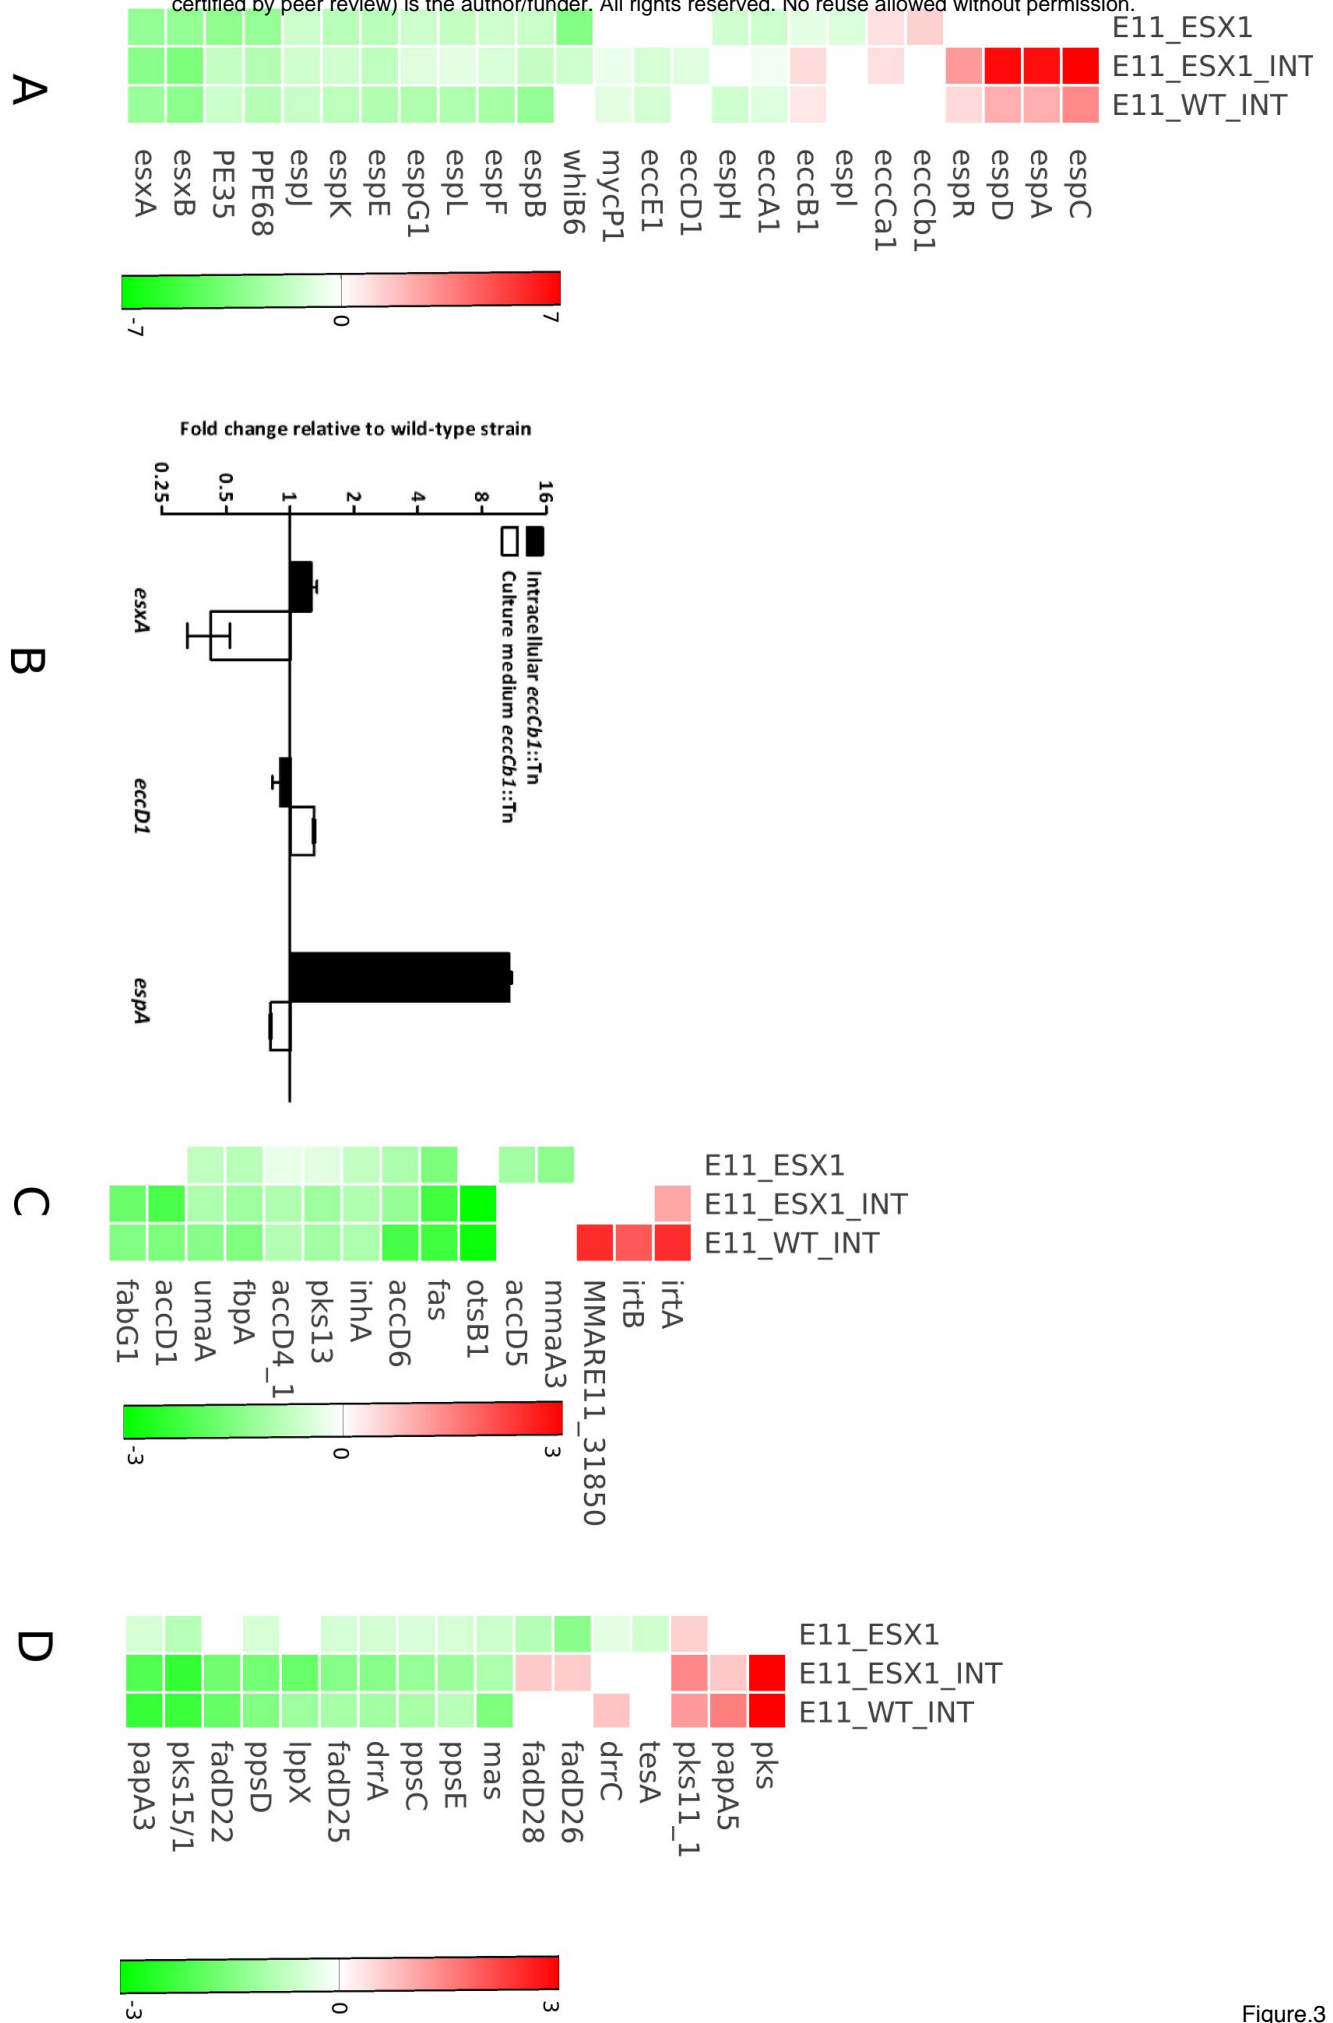 certified by peer review) is the author/funder. All rights reserved. No reuse allowed without permission.
E11_ESX1
E11_ESX1_INT
E11_WT_INT
esxA
esxB
PE35
PPE68
espJ
espK
espE
espG1
espL
espF
espB
whiB6
mycP1
eccE1
eccD1
espH
eccA1
eccB1
espI
eccCa1
eccCb1
espR
espD
espA
espC
-7
0
7
A
Fold change relative to wild-type strain
0.25
0.5
1
2
4
8
16
Intracellular eccCb1::Tn
Culture medium eccCb1::Tn
esxA
eccD1
espA
B
E11_ESX1
E11_ESX1_INT
E11_WT_INT
fabG1
accD1
umaA
fbpA
accD4_1
pks13
inhA
accD6
fas
otsB1
accD5
mmaA3
MMARE11_31850
irtB
irtA
-3
0
3
C
E11_ESX1
E11_ESX1_INT
E11_WT_INT
papA3
pks15/1
fadD22
ppsD
lppX
fadD25
drrA
ppsC
ppsE
mas
fadD28
fadD26
drrC
tesA
pks11_1
papA5
pks
-3
0
3
D
Figure.3